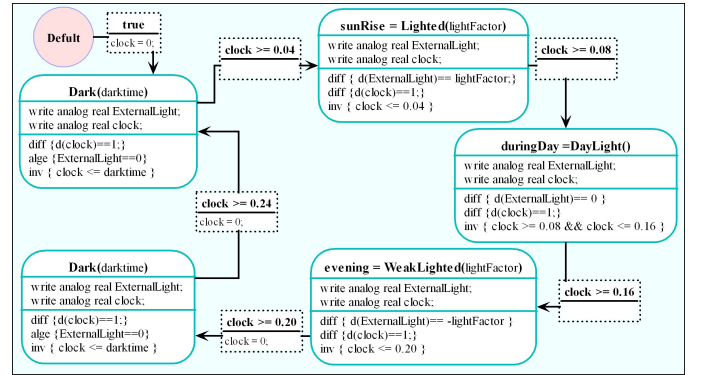 Defult
true
clock = 0;
Dark(darktime)
write analog real ExternalLight;
write analog real clock;
diff {d(clock)==1;}
alge {ExternalLight==0}
inv { clock <= darktime }
clock >= 0.04
sunRise = Lighted(lightFactor)
write analog real ExternalLight;
write analog real clock;
diff { d(ExternalLight)== lightFactor;}
diff {d(clock)==1;}
inv { clock <= 0.04 }
clock >= 0.08
duringDay =DayLight()
write analog real ExternalLight;
write analog real clock;
diff { d(ExternalLight)== 0 }
diff {d(clock)==1;}
inv { clock >= 0.08 && clock <= 0.16 }
clock >= 0.16
evening = WeakLighted(lightFactor)
write analog real ExternalLight;
write analog real clock;
diff { d(ExternalLight)== -lightFactor }
diff {d(clock)==1;}
inv { clock <= 0.20 }
clock >= 0.20
clock = 0;
Dark(darktime)
write analog real ExternalLight;
write analog real clock;
diff {d(clock)==1;}
alge {ExternalLight==0}
inv { clock <= darktime }
clock >= 0.24
clock = 0;